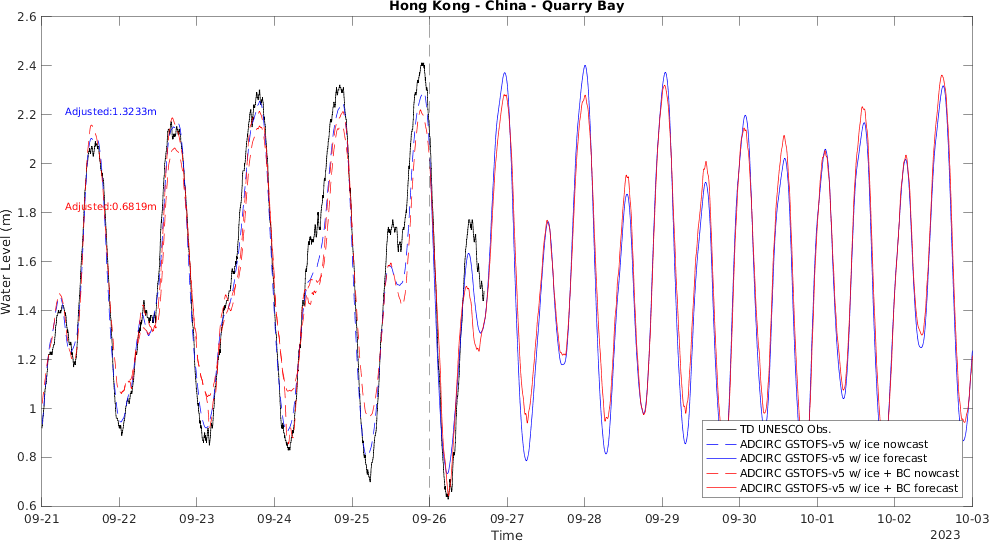 Hong Kong - China - Quarry Bay
2.6
2.4
2.2
2
1.8
1.6
1.4
1.2
1
0.8
0.6
Water Level (m)
Adjusted:1.3233m
Adjusted:0.6819m
TD UNESCO Obs.
ADCIRC GSTOFS-v5 w/ ice nowcast
ADCIRC GSTOFS-v5 w/ ice forecast
ADCIRC GSTOFS-v5 w/ ice + BC nowcast
ADCIRC GSTOFS-v5 w/ ice + BC forecast
09-21 09-22 09-23 09-24 09-25 09-26 09-27 09-28 09-29 09-30 10-01 10-02 10-03
Time
2023